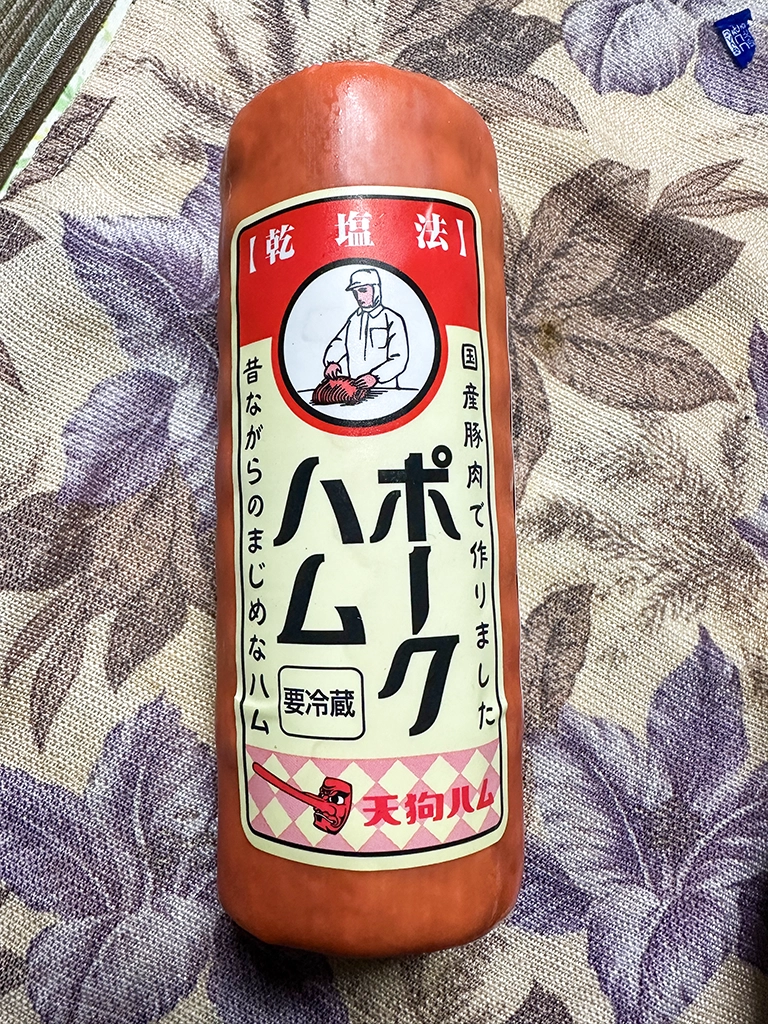 【乾塩法】
国産豚肉で作りました
ポーク
ハム
昔ながらのまじめなハム
要冷蔵
天狗ハム